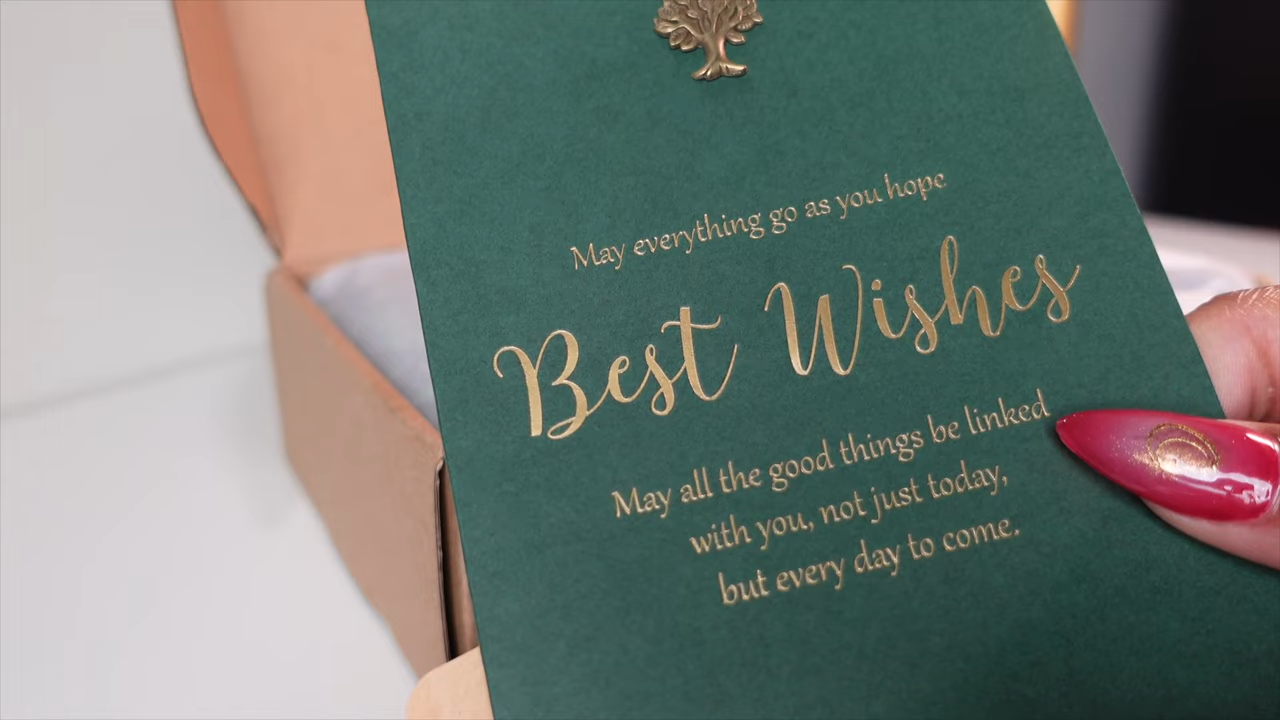 May everything go as you hope
Best Wishes
May all the good things be linked
with you, not just today,
but every day to come.